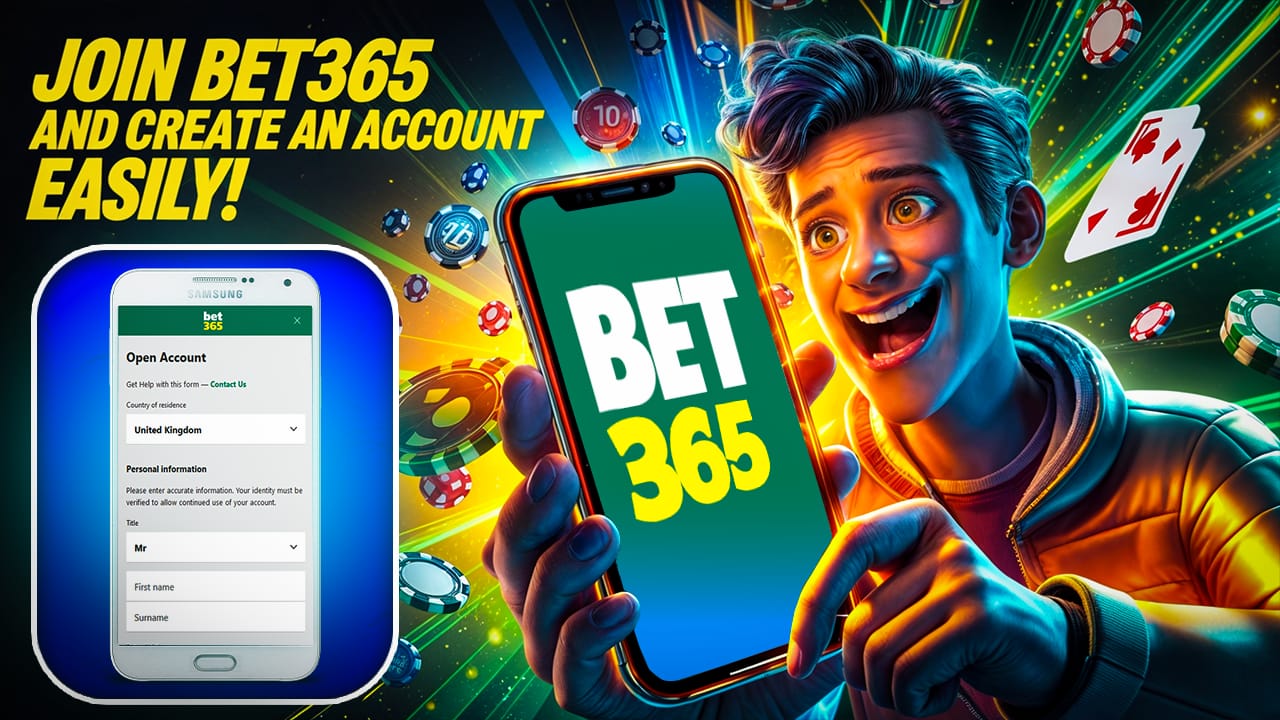 JOIN BET365
AND CREATE AN ACCOUNT
EASILY!
SAMSUNG
bet
365
Open Account
Get Help with this form — Contact Us
Country of residence
United Kingdom
Personal information
Please enter accurate information. Your identity must be
verified to allow continued use of your account.
Title
Mr
First name
Surname
10
BET
365